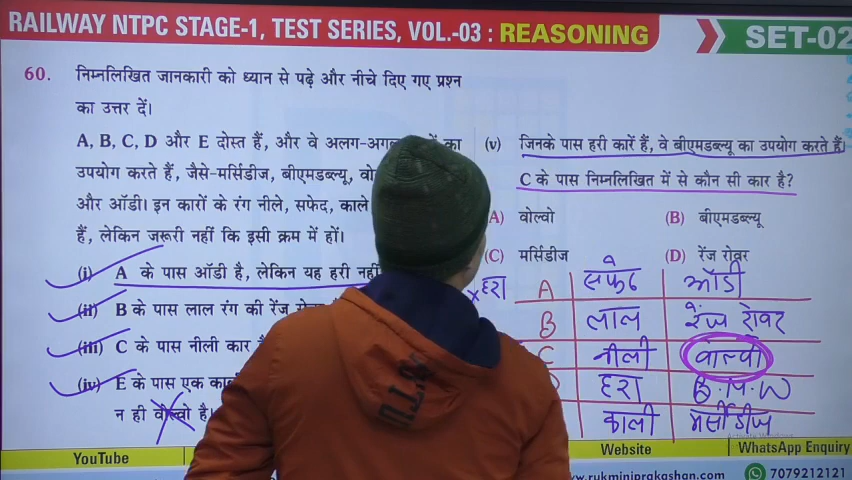 RAILWAY NTPC STAGE-1, TEST SERIES, VOL.-03 : REASONING
SET-02
60. निम्नलिखित जानकारी को ध्यान से पढ़े और नीचे दिए गए प्रश्न
का उत्तर दें।
A, B, C, D और E दोस्त हैं, और वे अलग-अलग का
उपयोग करते हैं, जैसे-मर्सिडीज, बीएमडब्ल्यू,
और ऑडी। इन कारों के रंग नीले, सफेद, काले
हैं, लेकिन जरूरी नहीं कि इसी क्रम में हों।
(i) A के पास ऑडी है, लेकिन यह हरी नहीं
(ii) B के पास लाल रंग की रेंज
(iii) C के पास नीली कार
(iv) E के पास एक
न ही वोल्वो है।
(v) जिनके पास हरी कारें हैं, वे बीएमडब्ल्यू का उपयोग करते हैं।
C के पास निम्नलिखित में से कौन सी कार है?
(A) वोल्वो (B) बीएमडब्ल्यू
(C) मर्सिडीज (D) रेंज रोवर
हरा A सफेद ऑडी
B लाल रेंज रोवर
C नीली वाल्वो
हरा B.M.W
काली मर्सीडीज
YouTube Website WhatsApp Enquiry
www.rukminiprakashan.com 7079212121